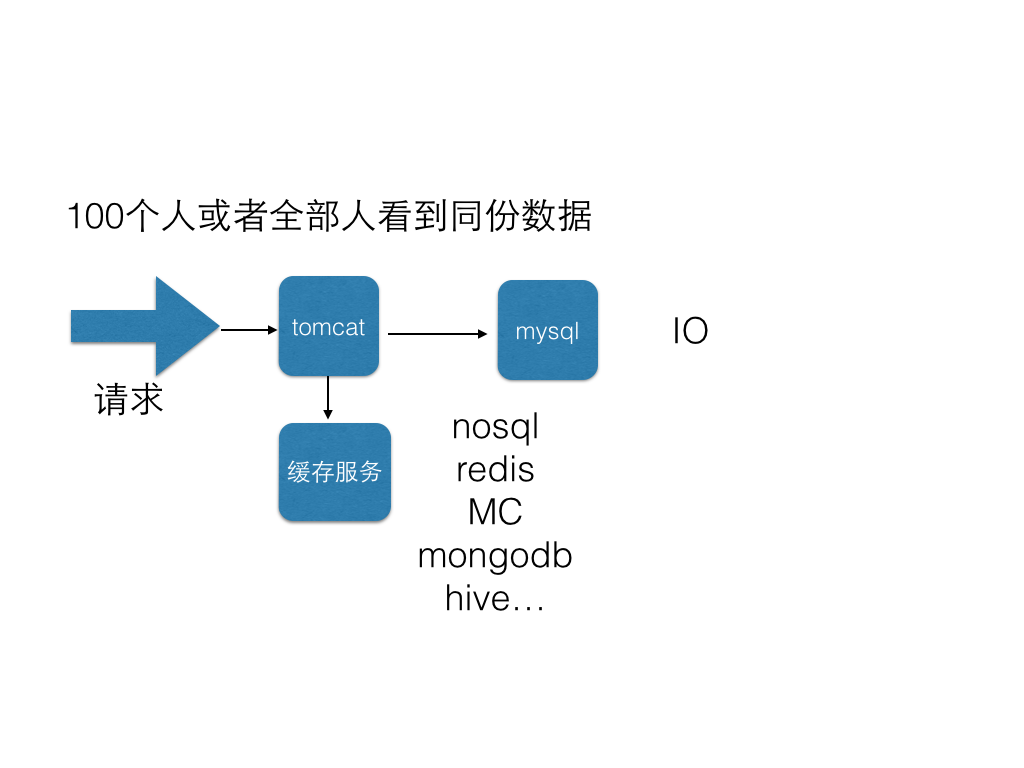 100个人或者全部人看到同份数据
tomcat
mysql
IO
请求
缓存服务
nosql
redis
MC
mongodb
hive…